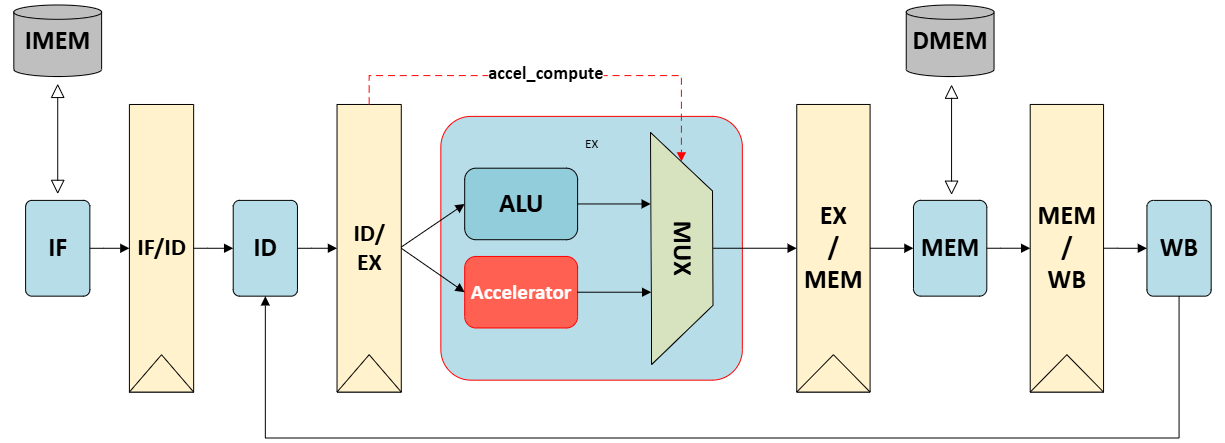 IMEM
DMEM
accel_compute
EX
IF
IF/ID
ID
ID/
EX
ALU
Accelerator
MUX
EX
/
MEM
MEM
MEM
/
WB
WB